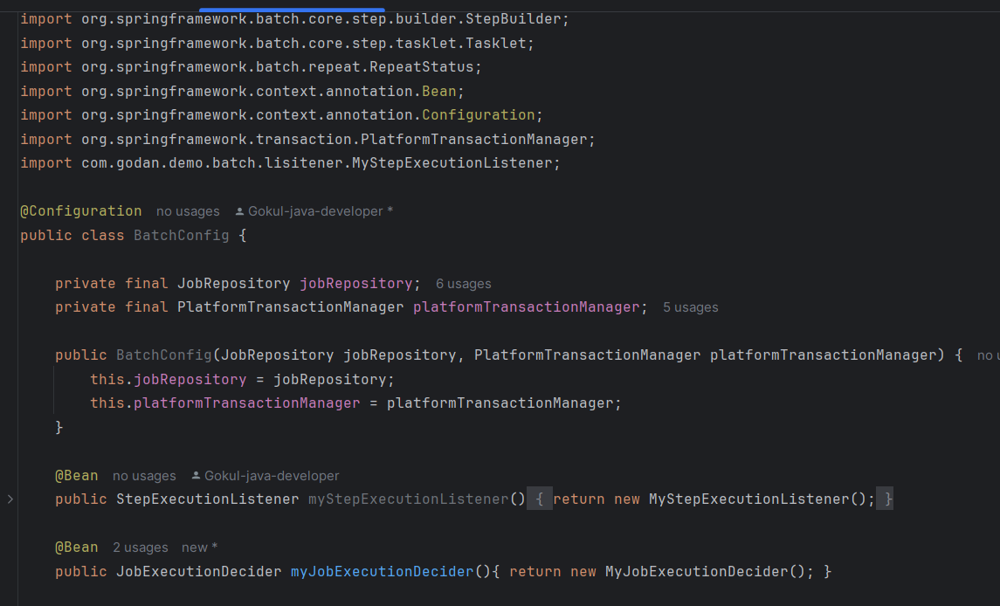 import org.springframework.batch.core.step.builder.StepBuilder;
import org.springframework.batch.core.step.tasklet.Tasklet;
import org.springframework.batch.repeat.RepeatStatus;
import org.springframework.context.annotation.Bean;
import org.springframework.context.annotation.Configuration;
import org.springframework.transaction.PlatformTransactionManager;
import com.godan.demo.batch.lisitener.MyStepExecutionListener;
@Configuration no usages Gokul-java-developer *
public class BatchConfig {
private final JobRepository jobRepository; 6 usages
private final PlatformTransactionManager platformTransactionManager; 5 usages
public BatchConfig(JobRepository jobRepository, PlatformTransactionManager platformTransactionManager) { no
this.jobRepository = jobRepository;
this.platformTransactionManager = platformTransactionManager;
}
@Bean no usages Gokul-java-developer
public StepExecutionListener myStepExecutionListener() { return new MyStepExecutionListener(); }
@Bean 2 usages new *
public JobExecutionDecider myJobExecutionDecider(){ return new MyJobExecutionDecider(); }